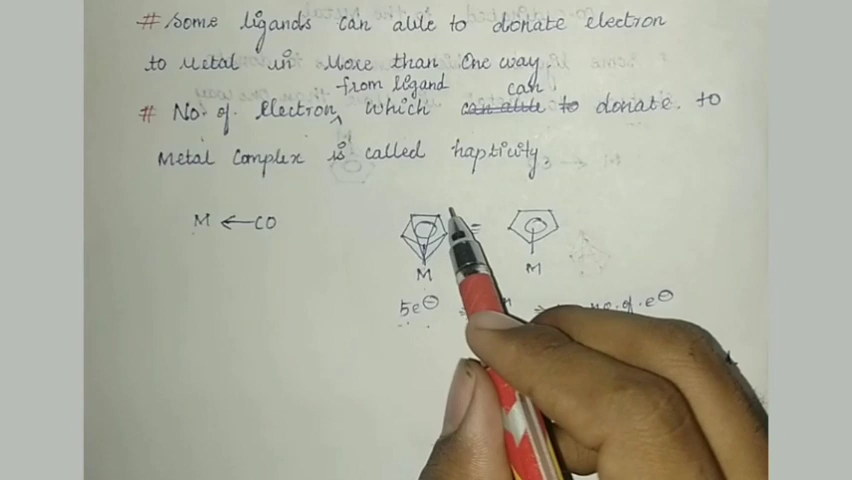 # Some ligands can able to donate electron
to Metal in More than One way.
from ligand can
# No. of. Electron, which can able to donate. to
Metal Complex is called hapticity,
M ← CO
=
M M
5e⊖ no. of. e⊖